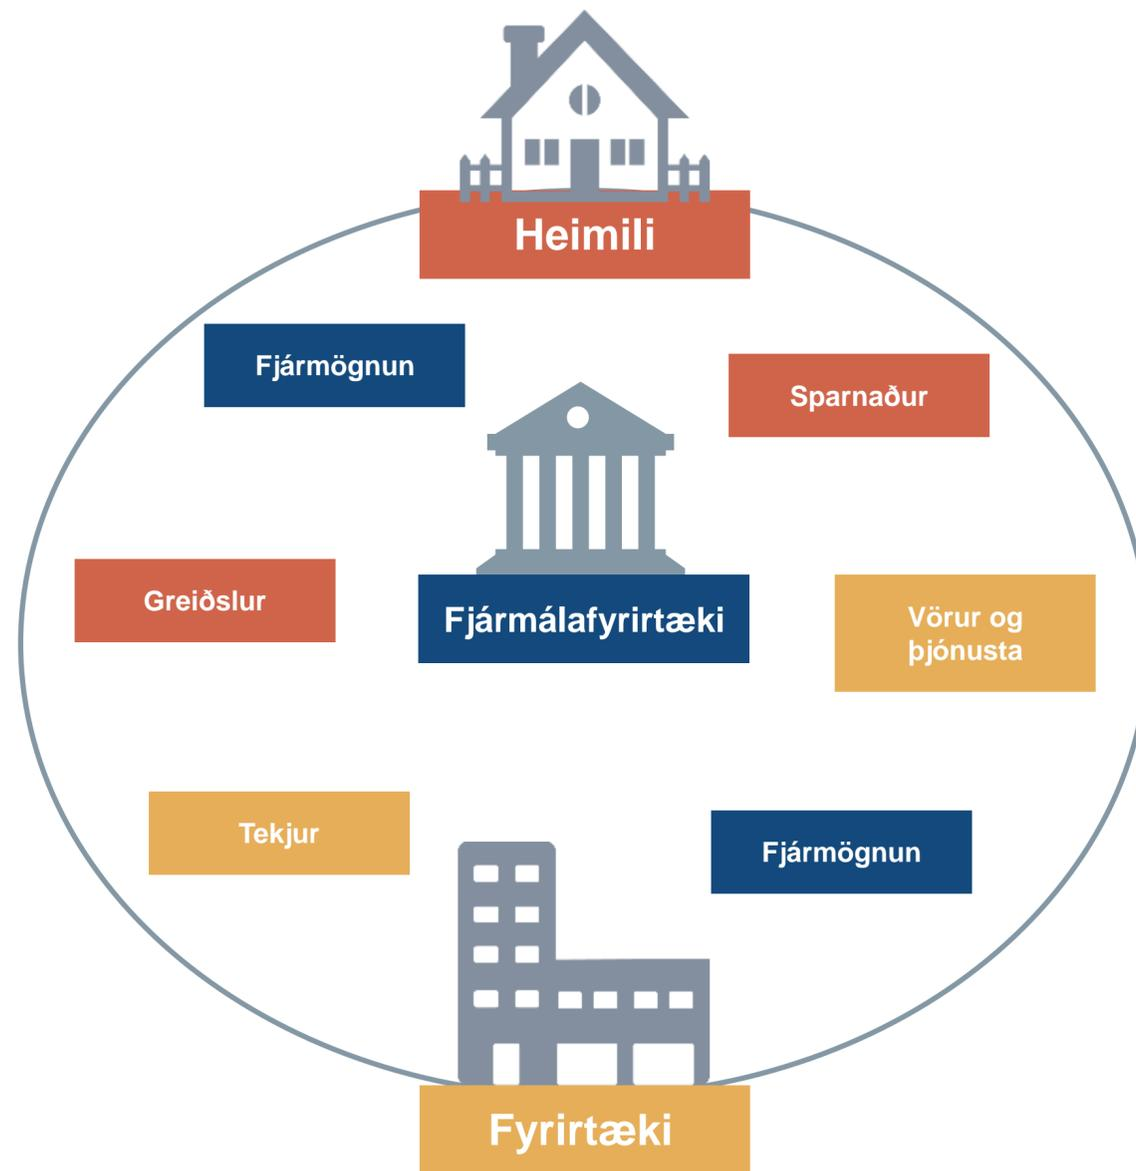 Heimili
Fjármögnun
Sparnaður
Greiðslur
Fjármálafyrirtæki
Vörur og
þjónusta
Tekjur
Fjármögnun
Fyrirtæki